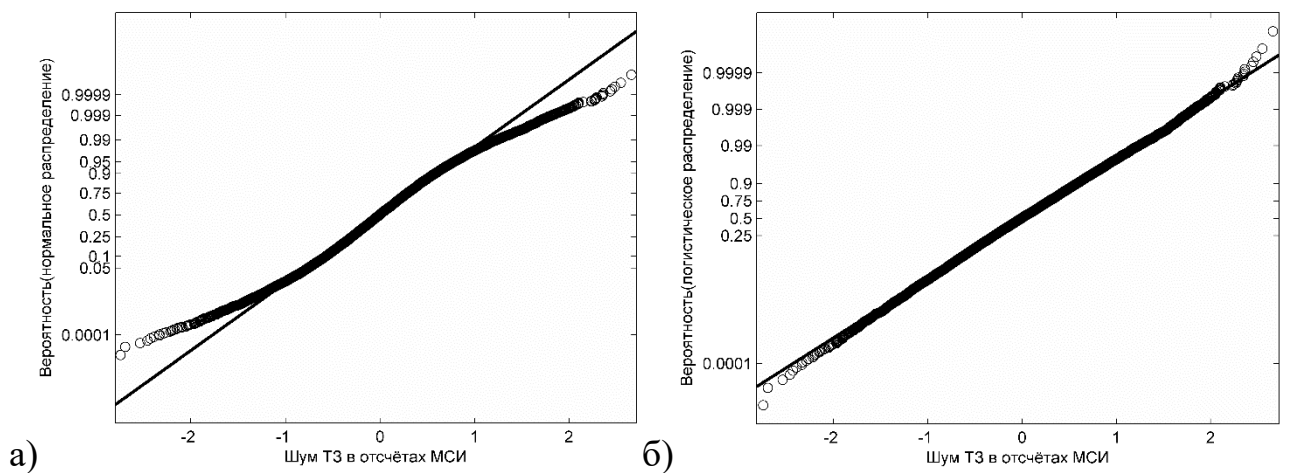 Вероятность(нормальное распределение)
0.9999
0.999
0.99
0.95
0.9
0.75
0.5
0.25
0.1
0.05
0.0001
-2 -1 0 1 2
Шум ТЗ в отсчётах МСИ
а)
Вероятность(логистическое распределение)
0.9999
0.999
0.99
0.9
0.75
0.5
0.25
0.0001
-2 -1 0 1 2
Шум ТЗ в отсчётах МСИ
б)